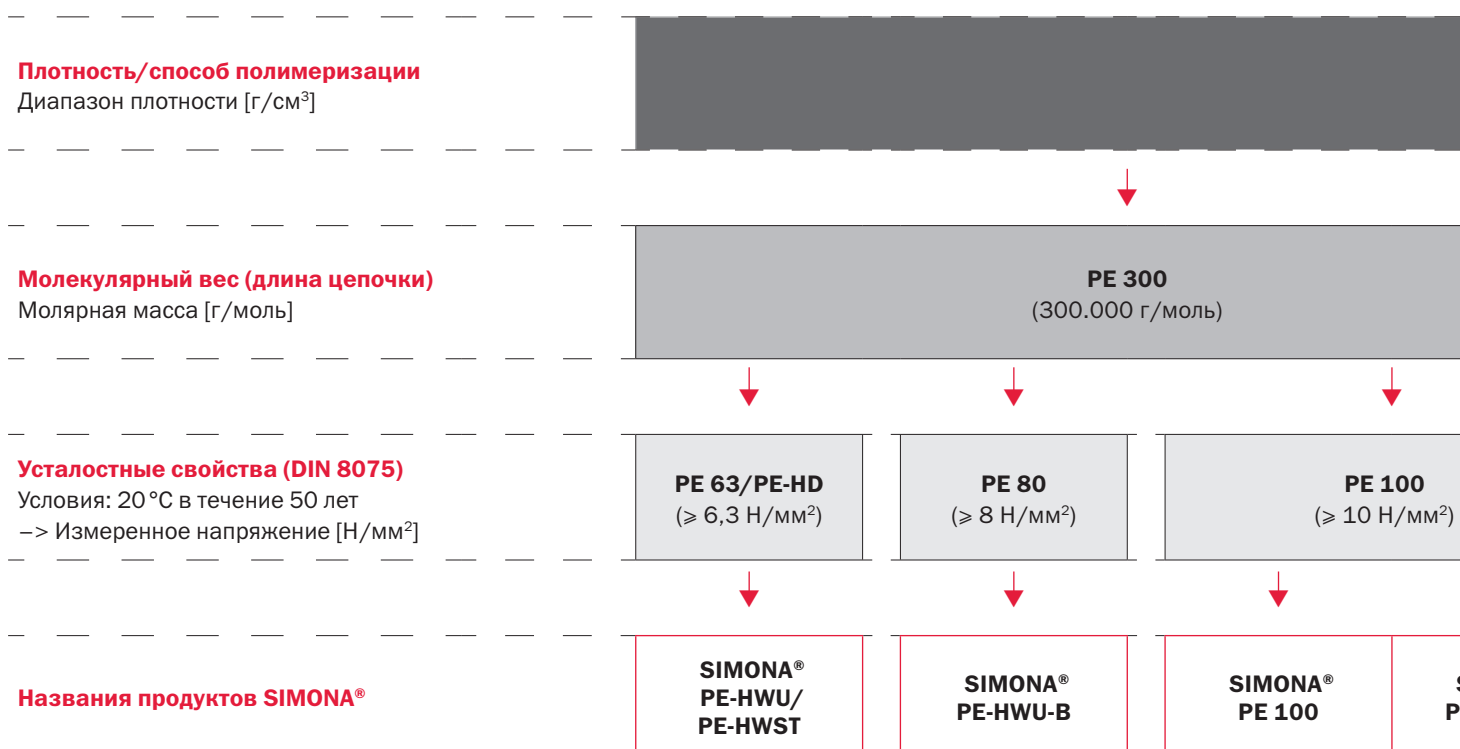 Плотность/способ полимеризации
Диапазон плотности [г/см³]
Молекулярный вес (длина цепочки)
Молярная масса [г/моль]
PE 300
(300.000 г/моль)
Усталостные свойства (DIN 8075)
Условия: 20 °C в течение 50 лет
–> Измеренное напряжение [Н/мм²]
PE 63/PE-HD
(⩾ 6,3 Н/мм²)
PE 80
(⩾ 8 Н/мм²)
PE 100
(⩾ 10 Н/мм²)
Названия продуктов SIMONA®
SIMONA®
PE-HWU/
PE-HWST
SIMONA®
PE-HWU-B
SIMONA®
PE 100